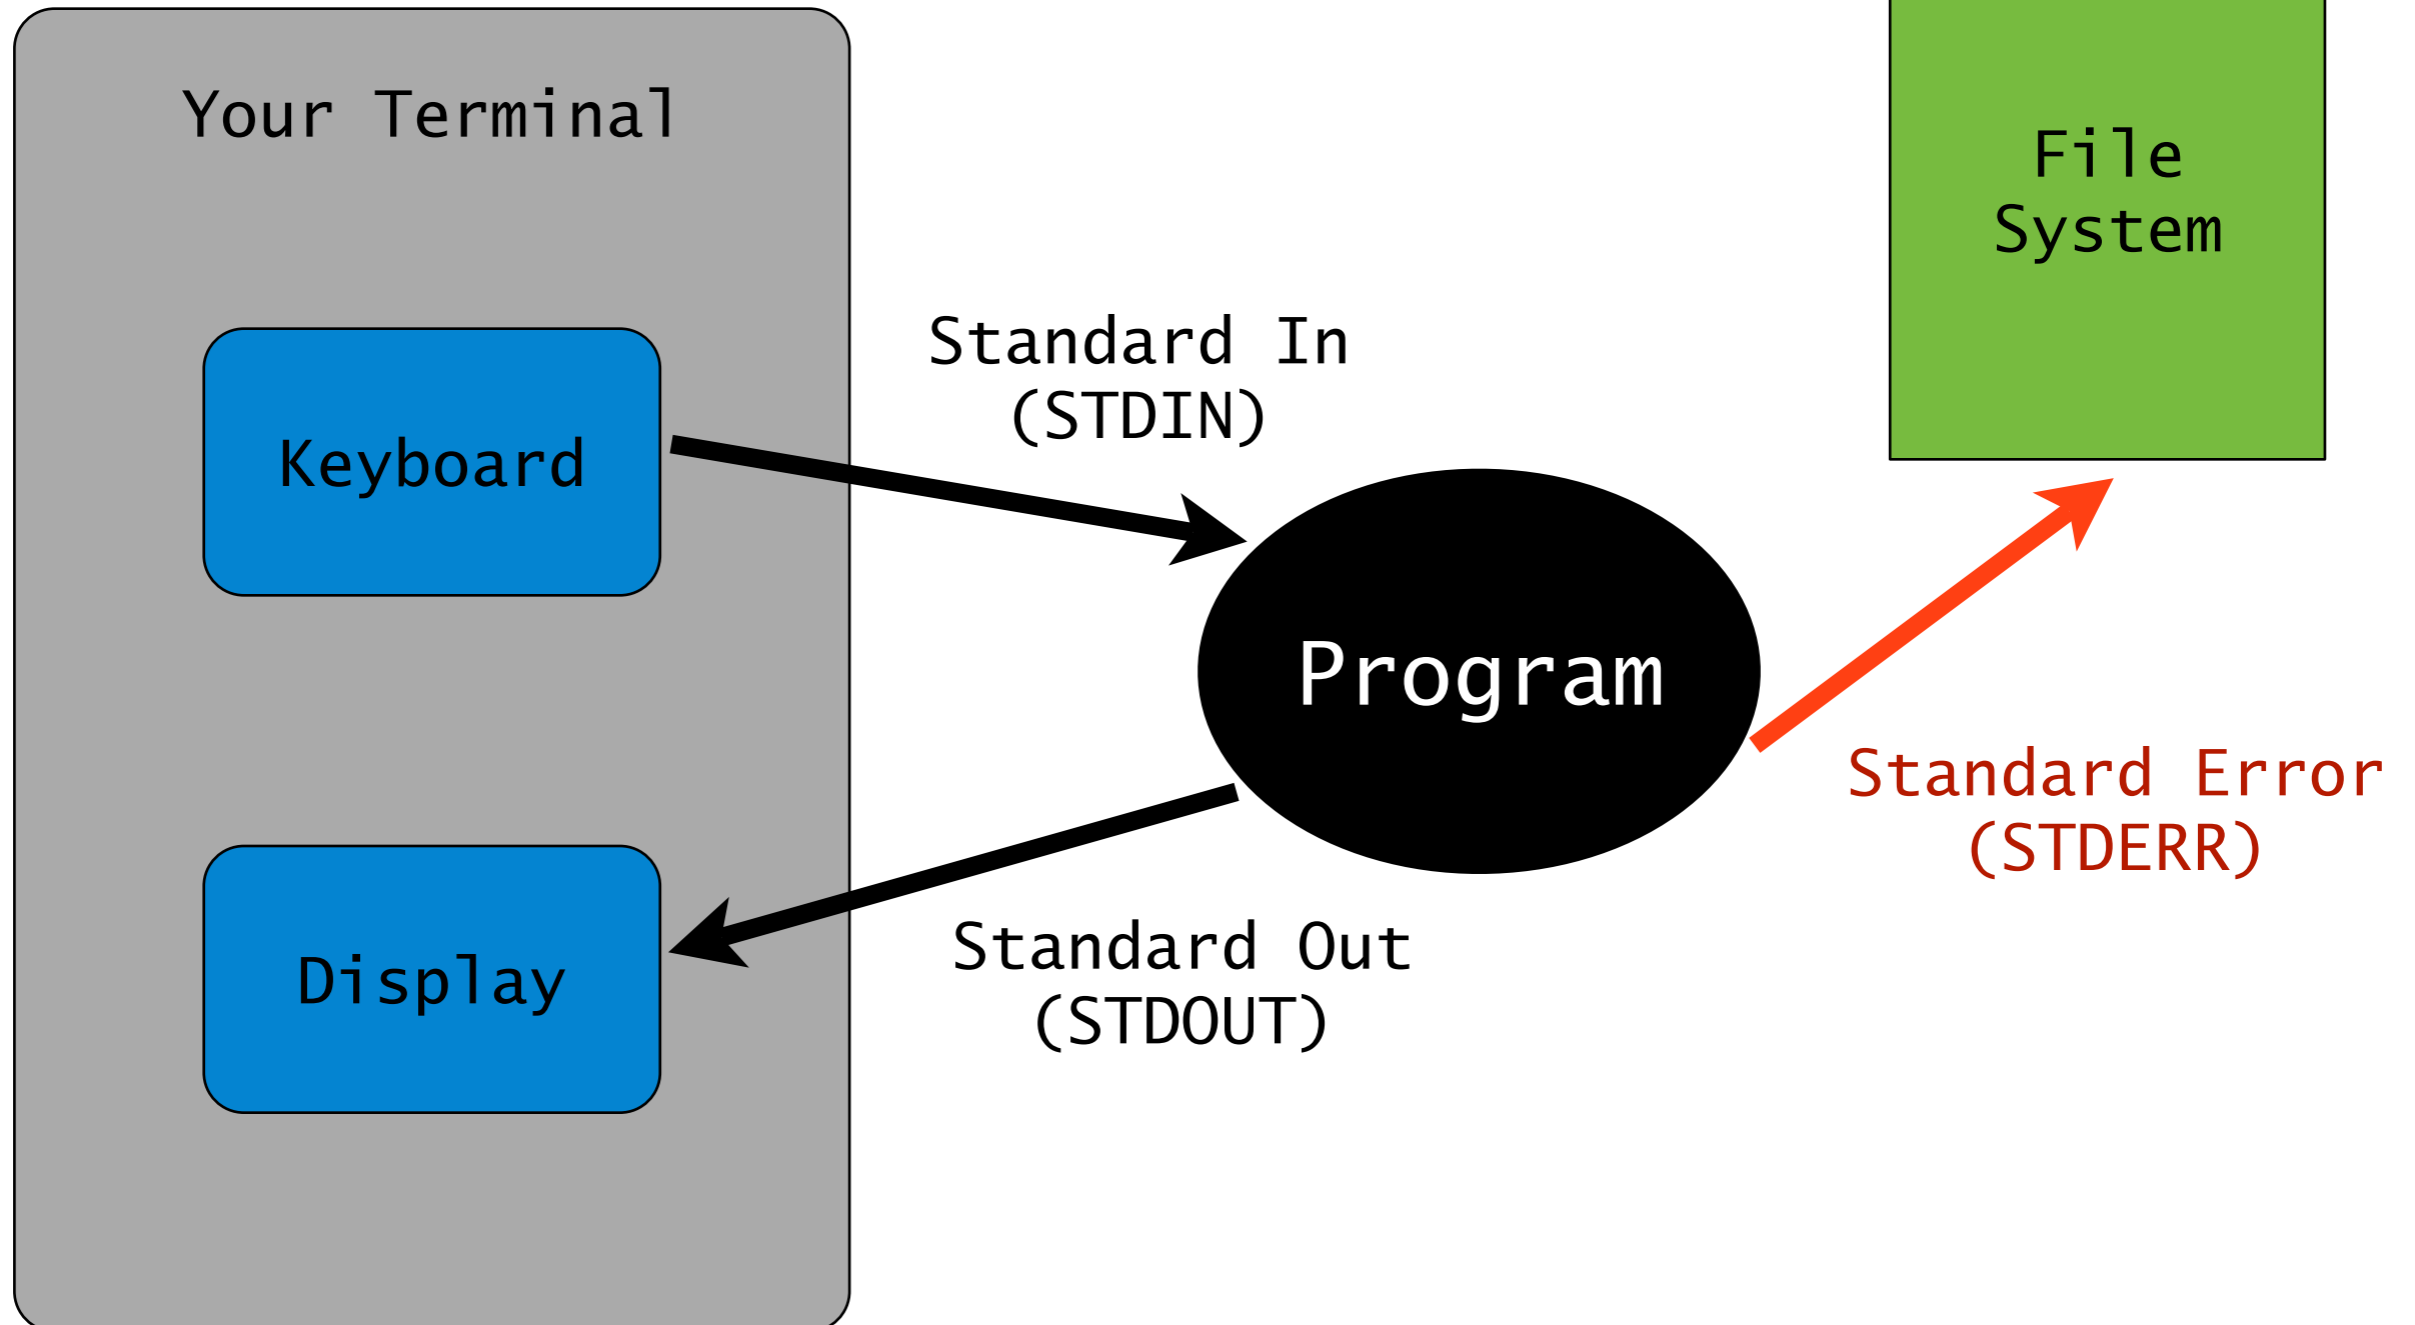 Your Terminal
File
System
Standard In
(STDIN)
Keyboard
Program
Standard Error
(STDERR)
Standard Out
(STDOUT)
Display